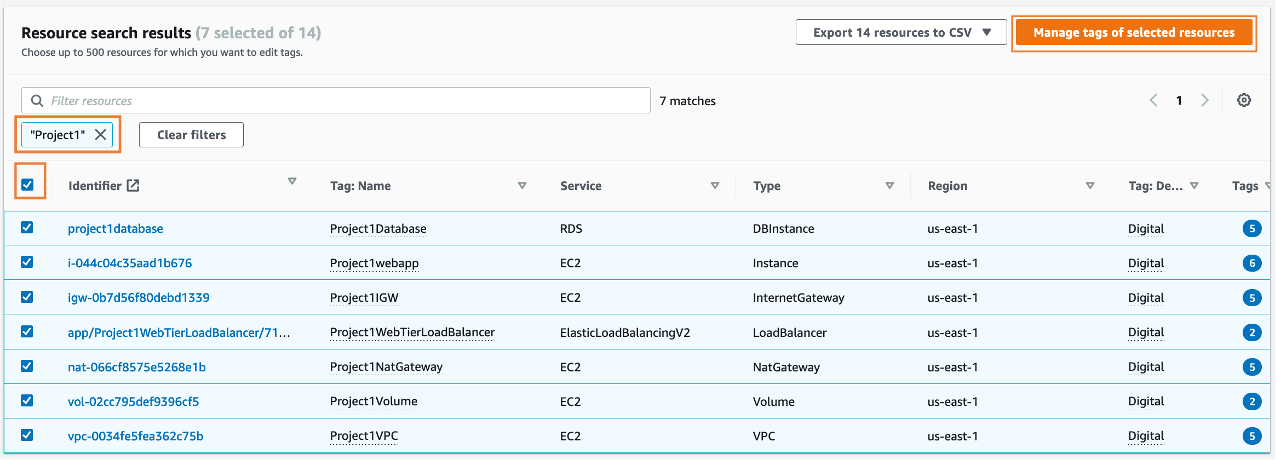 Resource search results (7 selected of 14)
Export 14 resources to CSV
Manage tags of selected resources
Choose up to 500 resources for which you want to edit tags.
Filter resources
7 matches
1
"Project1"
Clear filters
Identifier Tag: Name Service Type Region Tag: De... Tags
project1database Project1Database RDS DBInstance us-east-1 Digital 5
i-044c04c35aad1b676 Project1webapp EC2 Instance us-east-1 Digital 6
igw-0b7d56f80debd1339 Project1IGW EC2 InternetGateway us-east-1 Digital 5
app/Project1WebTierLoadBalancer/71... Project1WebTierLoadBalancer ElasticLoadBalancingV2 LoadBalancer us-east-1 Digital 2
nat-066cf8575e5268e1b Project1NatGateway EC2 NatGateway us-east-1 Digital 5
vol-02cc795def9396cf5 Project1Volume EC2 Volume us-east-1 Digital 2
vpc-0034fe5fea362c75b Project1VPC EC2 VPC us-east-1 Digital 5